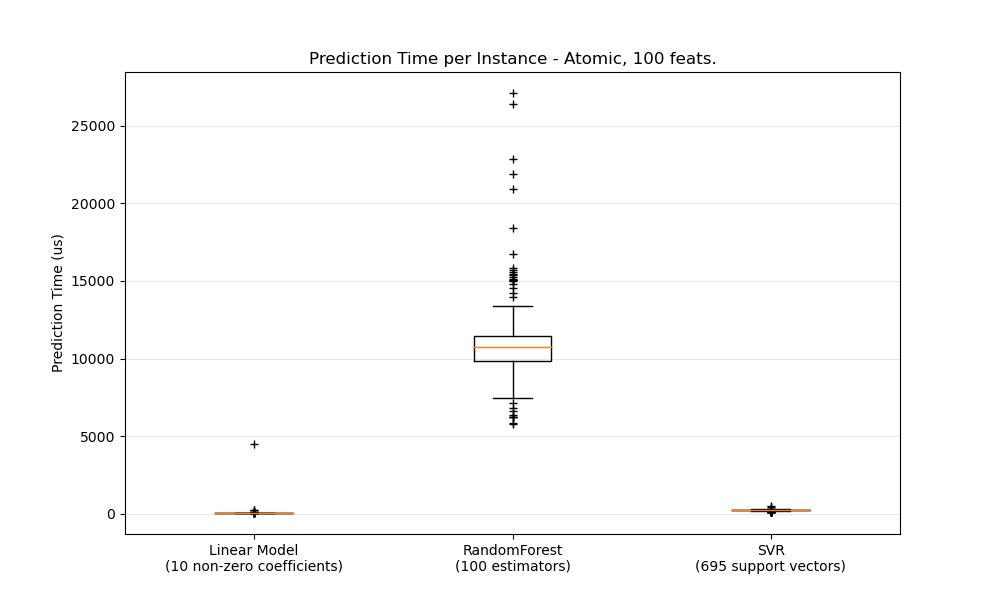 Prediction Time per Instance - Atomic, 100 feats.
Prediction Time (us)
25000
20000
15000
10000
5000
0
Linear Model
(10 non-zero coefficients)
RandomForest
(100 estimators)
SVR
(695 support vectors)